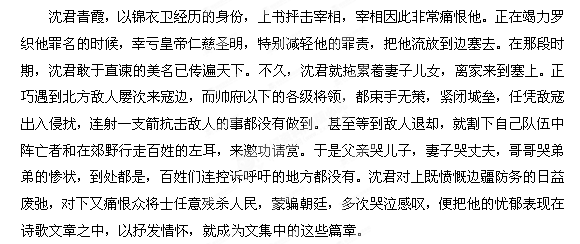 沈君青霞，以锦衣卫经历的身份，上书抨击宰相，宰相因此非常痛恨他。正在竭力罗
织他罪名的时候，幸亏皇帝仁慈圣明，特别减轻他的罪责，把他流放到边塞去。在那段时
期，沈君敢于直谏的美名已传遍天下。不久，沈君就拖累着妻子儿女，离家来到塞上。正
巧遇到北方敌人屡次来寇边，而帅府以下的各级将领，都束手无策，紧闭城垒，任凭敌寇
出入侵扰，连射一支箭抗击敌人的事都没有做到。甚至等到敌人退却，就割下自己队伍中
阵亡者和在郊野行走百姓的左耳，来邀功请赏。于是父亲哭儿子，妻子哭丈夫，哥哥哭弟
弟的惨状，到处都是，百姓们连控诉呼吁的地方都没有。沈君对上既愤慨边疆防务的日益
废弛，对下又痛恨众将士任意残杀人民，蒙骗朝廷，多次哭泣感叹，便把他的忧郁表现在
诗歌文章之中，以抒发情怀，就成为文集中的这些篇章。